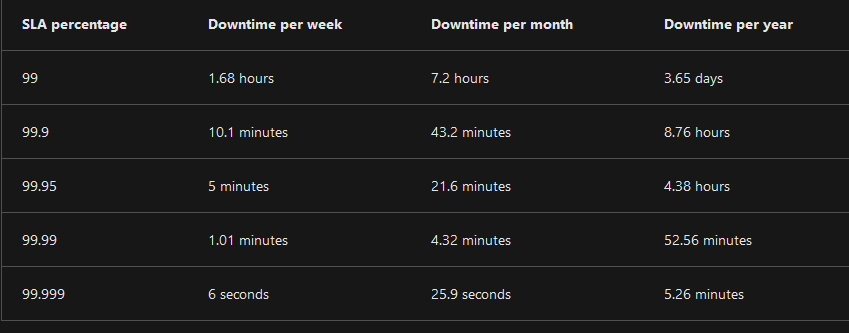 SLA percentage Downtime per week Downtime per month Downtime per year
99 1.68 hours 7.2 hours 3.65 days
99.9 10.1 minutes 43.2 minutes 8.76 hours
99.95 5 minutes 21.6 minutes 4.38 hours
99.99 1.01 minutes 4.32 minutes 52.56 minutes
99.999 6 seconds 25.9 seconds 5.26 minutes